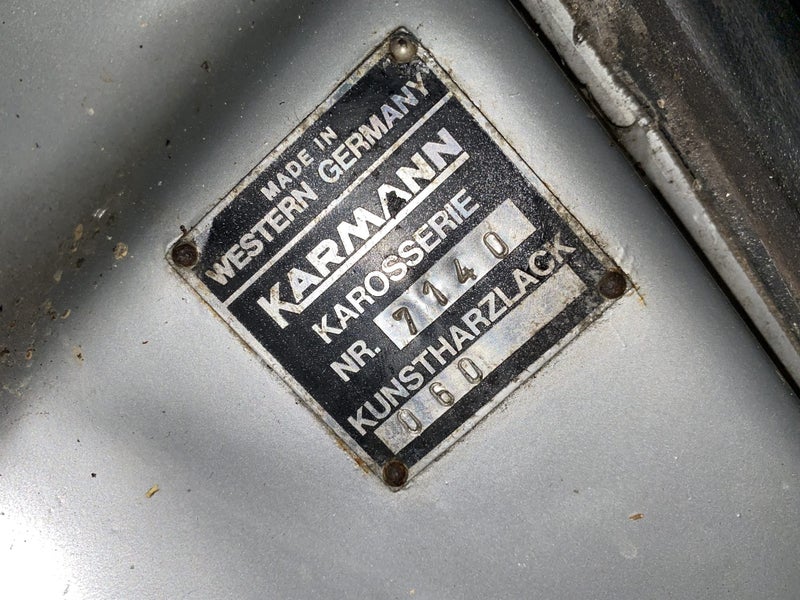 MADE IN
WESTERN GERMANY
KARMANN
KAROSSERIE
NR. 7140
KUNSTHARZLACK
060